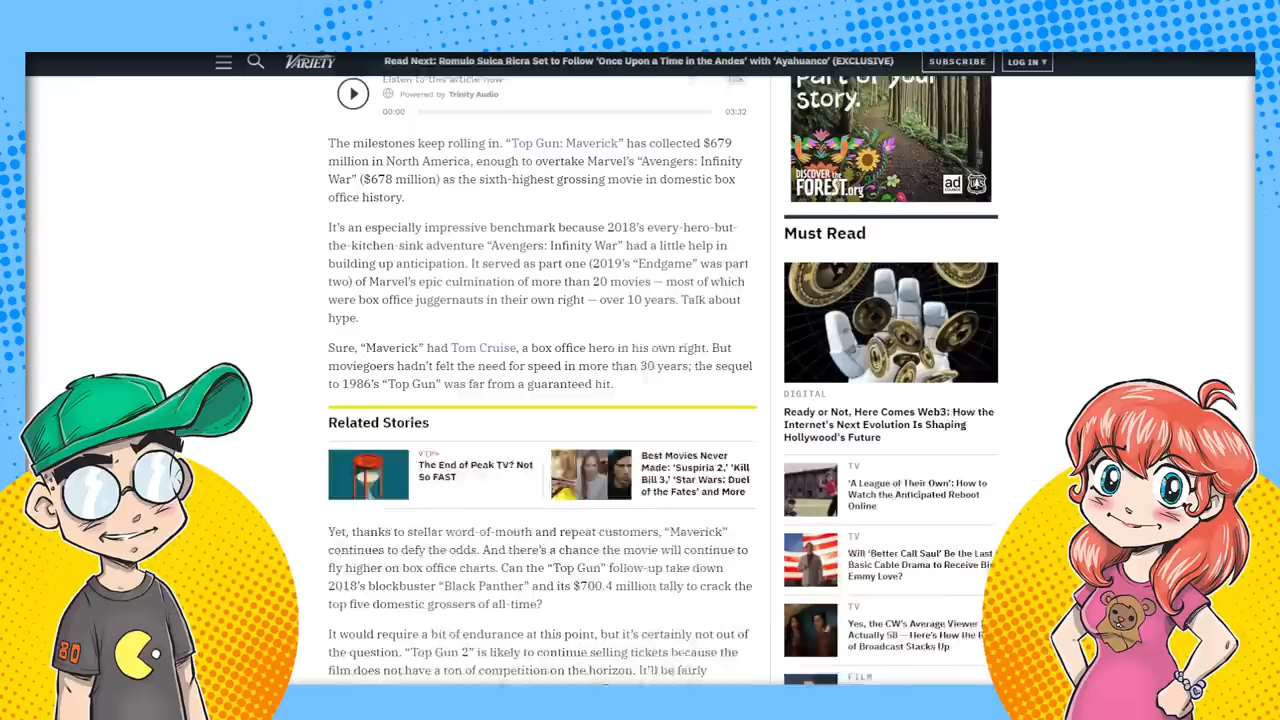 VARIETY
Read Next: Romulo Sulca Ricra Set to Follow ‘Once Upon a Time in the Andes’ with ‘Ayahuanco’ (EXCLUSIVE)
SUBSCRIBE
LOG IN ▾
Listen to this article now
Powered by Trinity Audio
00:00
03:32
The milestones keep rolling in. “Top Gun: Maverick” has collected $679
million in North America, enough to overtake Marvel’s “Avengers: Infinity
War” ($678 million) as the sixth-highest grossing movie in domestic box
office history.
It’s an especially impressive benchmark because 2018’s every-hero-but-
the-kitchen-sink adventure “Avengers: Infinity War” had a little help in
building up anticipation. It served as part one (2019’s “Endgame” was part
two) of Marvel’s epic culmination of more than 20 movies — most of which
were box office juggernauts in their own right — over 10 years. Talk about
hype.
Sure, “Maverick” had Tom Cruise, a box office hero in his own right. But
moviegoers hadn’t felt the need for speed in more than 30 years; the sequel
to 1986’s “Top Gun” was far from a guaranteed hit.
Related Stories
VIP+
The End of Peak TV? Not
So FAST
Best Movies Never
Made: ‘Suspiria 2,’ ‘Kill
Bill 3,’ ‘Star Wars: Duel
of the Fates’ and More
Yet, thanks to stellar word-of-mouth and repeat customers, “Maverick”
continues to defy the odds. And there’s a chance the movie will continue to
fly higher on box office charts. Can the “Top Gun” follow-up take down
2018’s blockbuster “Black Panther” and its $700.4 million tally to crack the
top five domestic grossers of all-time?
It would require a bit of endurance at this point, but it’s certainly not out of
the question. “Top Gun 2” is likely to continue selling tickets because the
film does not have a ton of competition on the horizon. It’ll be fairly
part of your
story.
DISCOVER
THE FOREST.org
ad
UAS
Must Read
DIGITAL
Ready or Not, Here Comes Web3: How the
Internet’s Next Evolution Is Shaping
Hollywood’s Future
TV
‘A League of Their Own’: How to
Watch the Anticipated Reboot
Online
TV
Will ‘Better Call Saul’ Be the Last
Basic Cable Drama to Receive
Emmy Love?
TV
Yes, the CW’s Average Viewer
Actually 58 — Here’s How the
of Broadcast Stacks Up
FILM
80